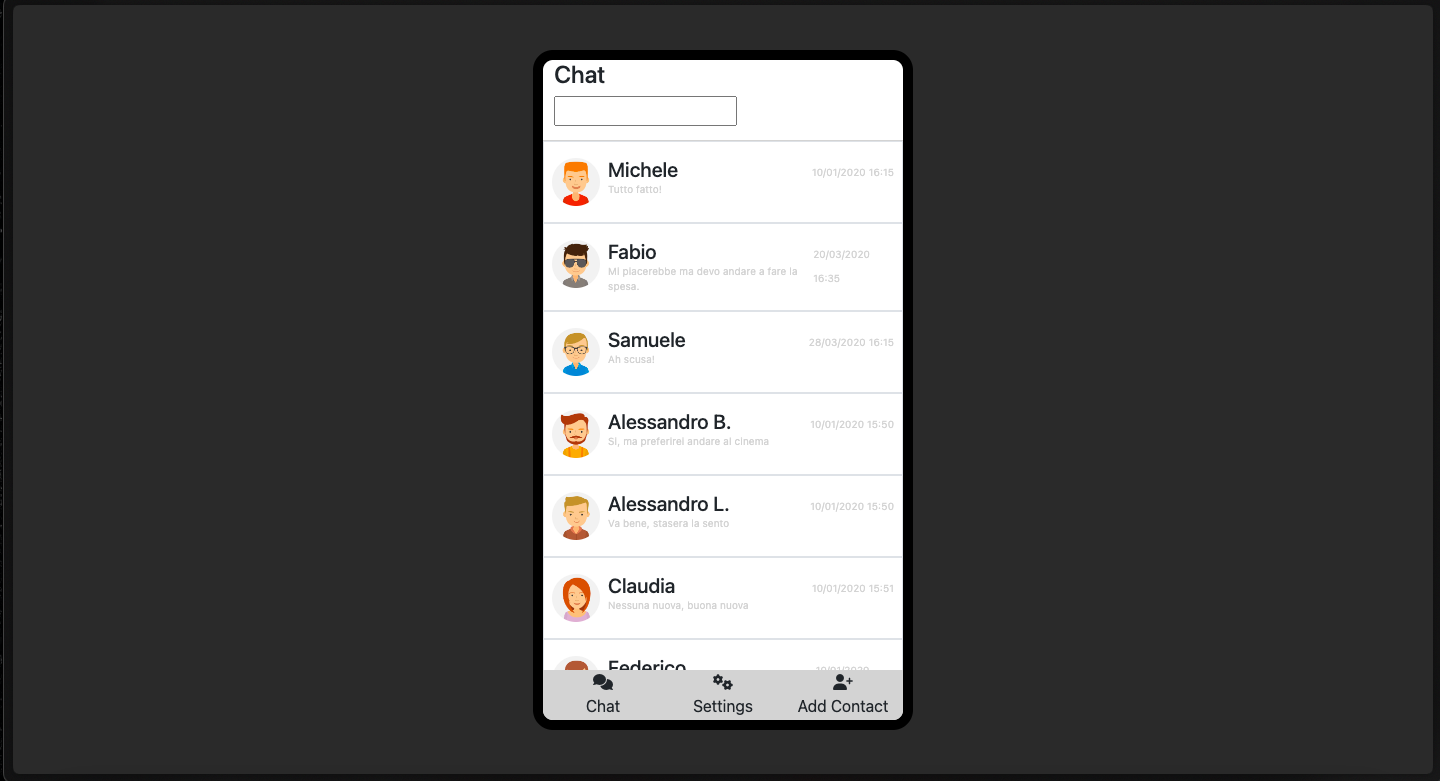 Chat
Michele
10/01/2020 16:15
Tutto fatto!
Fabio
20/03/2020
16:35
Mi piacerebbe ma devo andare a fare la
spesa.
Samuele
28/03/2020 16:15
Ah scusa!
Alessandro B.
10/01/2020 15:50
Si, ma preferirei andare al cinema
Alessandro L.
10/01/2020 15:50
Va bene, stasera la sento
Claudia
10/01/2020 15:51
Nessuna nuova, buona nuova
Federico
10/01/2020
Chat
Settings
Add Contact